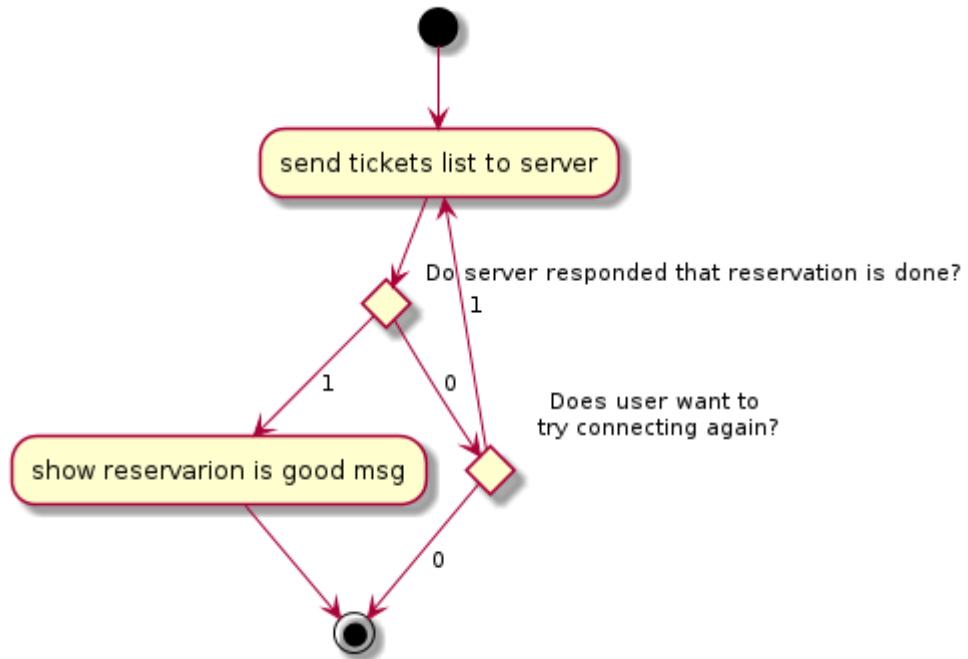 send tickets list to server
Do server responded that reservation is done?
1
1
0
Does user want to
try connecting again?
show reservarion is good msg
0